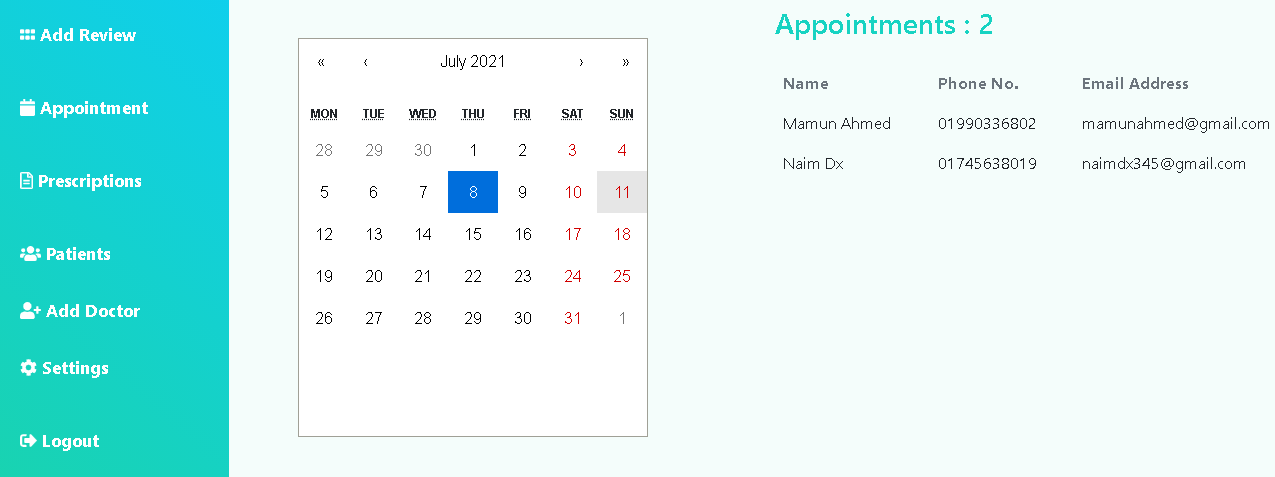 Add Review
Appointment
Prescriptions
Patients
Add Doctor
Settings
Logout
« ‹ July 2021 › »
MON TUE WED THU FRI SAT SUN
28 29 30 1 2 3 4
5 6 7 8 9 10 11
12 13 14 15 16 17 18
19 20 21 22 23 24 25
26 27 28 29 30 31 1
Appointments : 2
Name Phone No. Email Address
Mamun Ahmed 01990336802 mamunahmed@gmail.com
Naim Dx 01745638019 naimdx345@gmail.com